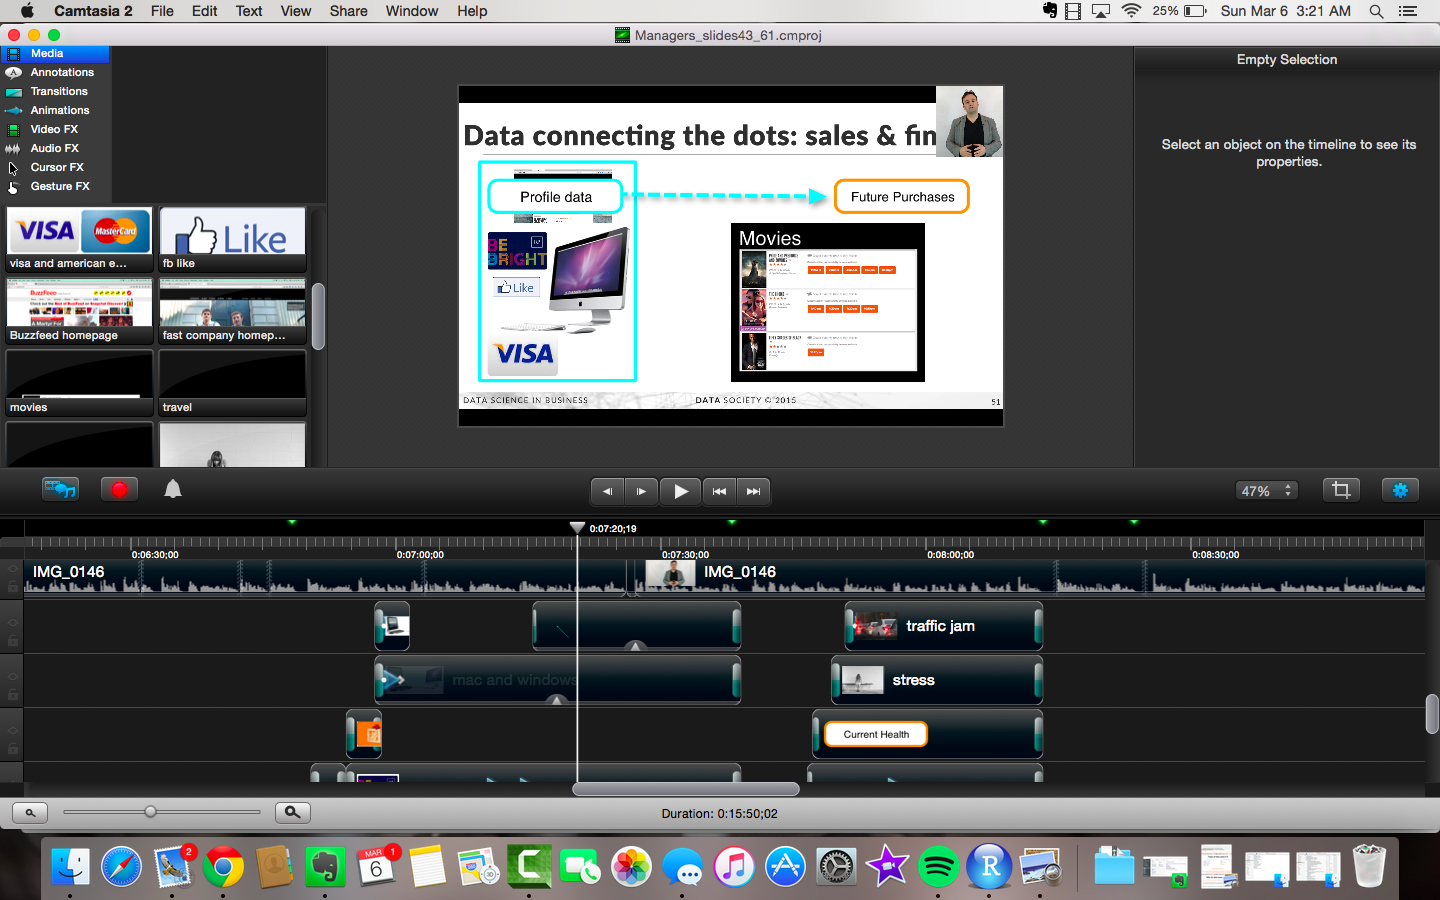 Camtasia 2 File Edit Text View Share Window Help 25% Sun Mar 6 3:21 AM
Managers_slides43_61.cmproj
Media
Annotations
Transitions
Animations
Video FX
Audio FX
Cursor FX
Gesture FX
VISA MasterCard
visa and american e...
Like
fb like
BuzzFeed
Buzzfeed homepage
fast company homep...
movies
travel
Data connecting the dots: sales & fin
Profile data
Future Purchases
BE
BRIGHT
Like
VISA
Movies
DATA SCIENCE IN BUSINESS
DATA SOCIETY © 2015
51
Empty Selection
Select an object on the timeline to see its
properties.
47%
0:07:20;19
0:06:30;00 0:07:00;00 0:07:30;00 0:08:00;00 0:08:30;00
IMG_0146 IMG_0146
traffic jam
mac and windows
stress
Current Health
Duration: 0:15:50;02
2
MAR
6
1